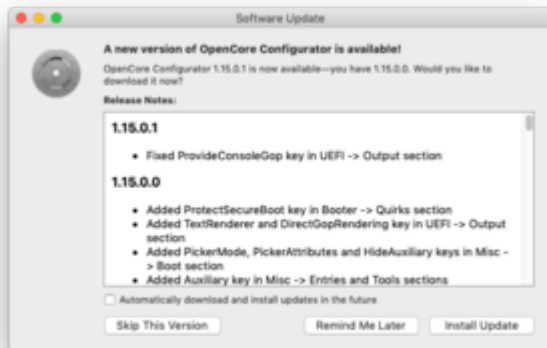 Software Update
A new version of OpenCore Configurator is available!
OpenCore Configurator 1.15.0.1 is now available—you have 1.15.0.0. Would you like to
download it now?
Release Notes:
1.15.0.1
• Fixed ProvideConsoleGop key in UEFI -> Output section
1.15.0.0
• Added ProtectSecureBoot key in Booter -> Quirks section
• Added TextRenderer and DirectGopRendering key in UEFI -> Output
section
• Added PickerMode, PickerAttributes and HideAuxiliary keys in Misc -
> Boot section
• Added Auxiliary key in Misc -> Entries and Tools sections
Automatically download and install updates in the future
Skip This Version
Remind Me Later
Install Update